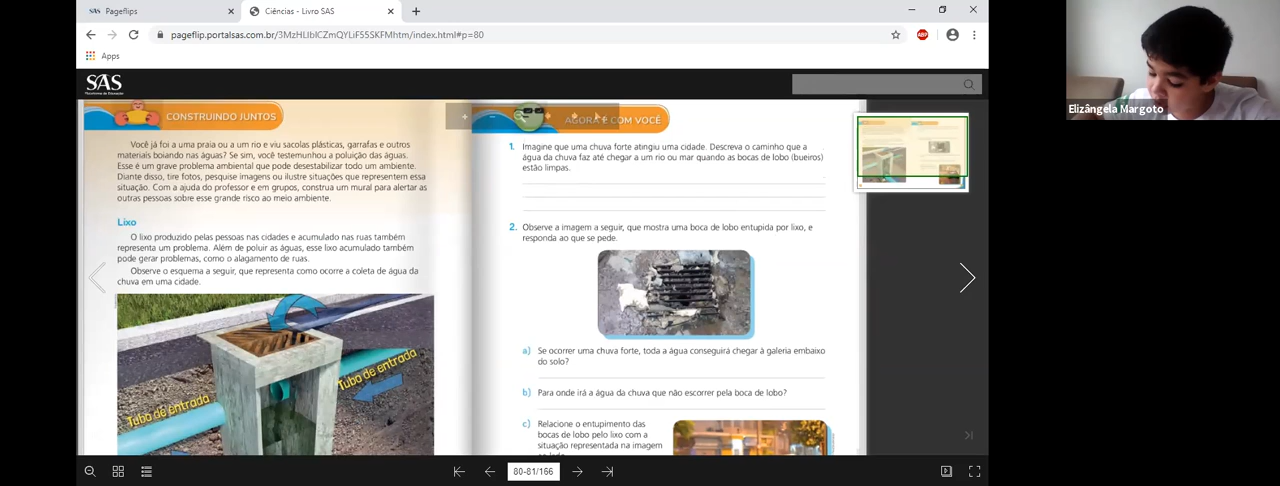 Pageflips
Ciências - Livro SAS
pageflip.portalsas.com.br/3MzHLlblCZmQYLiF55SKFMhtm/index.html#p=80
Apps
SAS
CONSTRUINDO JUNTOS
Você já foi a uma praia ou a um rio e viu sacolas plásticas, garrafas e outros
materiais boiando nas águas? Se sim, você testemunhou a poluição das águas.
Esse é um grave problema ambiental que pode desestabilizar todo um ambiente.
Diante disso, tire fotos, pesquise imagens ou ilustre situações que representem essa
situação. Com a ajuda do professor e em grupos, construa um mural para alertar as
outras pessoas sobre esse grande risco ao meio ambiente.
Lixo
O lixo produzido pelas pessoas nas cidades e acumulado nas ruas também
representa um problema. Além de poluir as águas, esse lixo acumulado também
pode gerar problemas, como o alagamento de ruas.
Observe o esquema a seguir, que representa como ocorre a coleta de água da
chuva em uma cidade.
Tubo de entrada
Tubo de entrada
AGORA É COM VOCÊ
1. Imagine que uma chuva forte atingiu uma cidade. Descreva o caminho que a
água da chuva faz até chegar a um rio ou mar quando as bocas de lobo (bueiros)
estão limpas.
2. Observe a imagem a seguir, que mostra uma boca de lobo entupida por lixo, e
responda ao que se pede.
a) Se ocorrer uma chuva forte, toda a água conseguirá chegar à galeria embaixo
do solo?
b) Para onde irá a água da chuva que não escorrer pela boca de lobo?
c) Relacione o entupimento das
bocas de lobo pelo lixo com a
situação representada na imagem
80-81/166
Elizângela Margoto